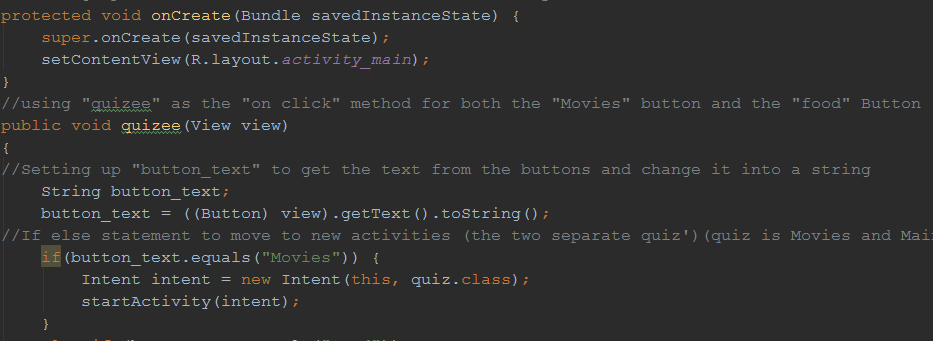 protected void onCreate(Bundle savedInstanceState) {
super.onCreate(savedInstanceState);
setContentView(R.layout.activity_main);
}
//using "quizee" as the "on click" method for both the "Movies" button and the "food" Button
public void quizee(View view)
{
//Setting up "button_text" to get the text from the buttons and change it into a string
String button_text;
button_text = ((Button) view).getText().toString();
//If else statement to move to new activities (the two separate quiz')(quiz is Movies and Mai
if(button_text.equals("Movies")) {
Intent intent = new Intent(this, quiz.class);
startActivity(intent);
}